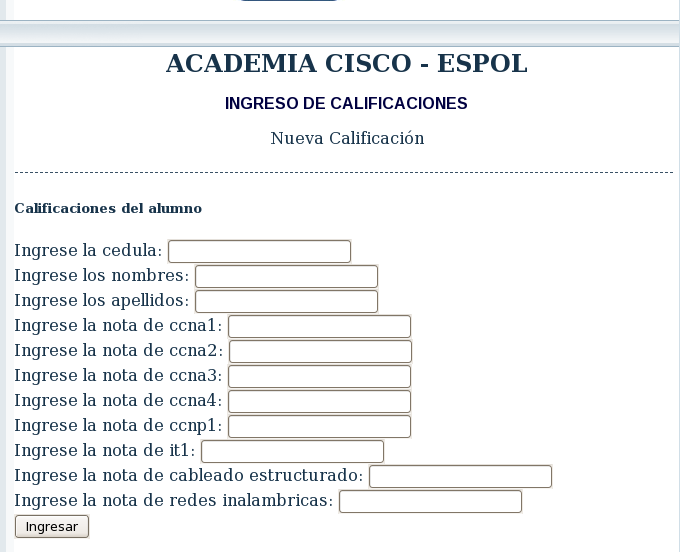 ACADEMIA CISCO - ESPOL
INGRESO DE CALIFICACIONES
Nueva Calificación
Calificaciones del alumno
Ingrese la cedula:
Ingrese los nombres:
Ingrese los apellidos:
Ingrese la nota de ccna1:
Ingrese la nota de ccna2:
Ingrese la nota de ccna3:
Ingrese la nota de ccna4:
Ingrese la nota de ccnp1:
Ingrese la nota de it1:
Ingrese la nota de cableado estructurado:
Ingrese la nota de redes inalambricas:
Ingresar